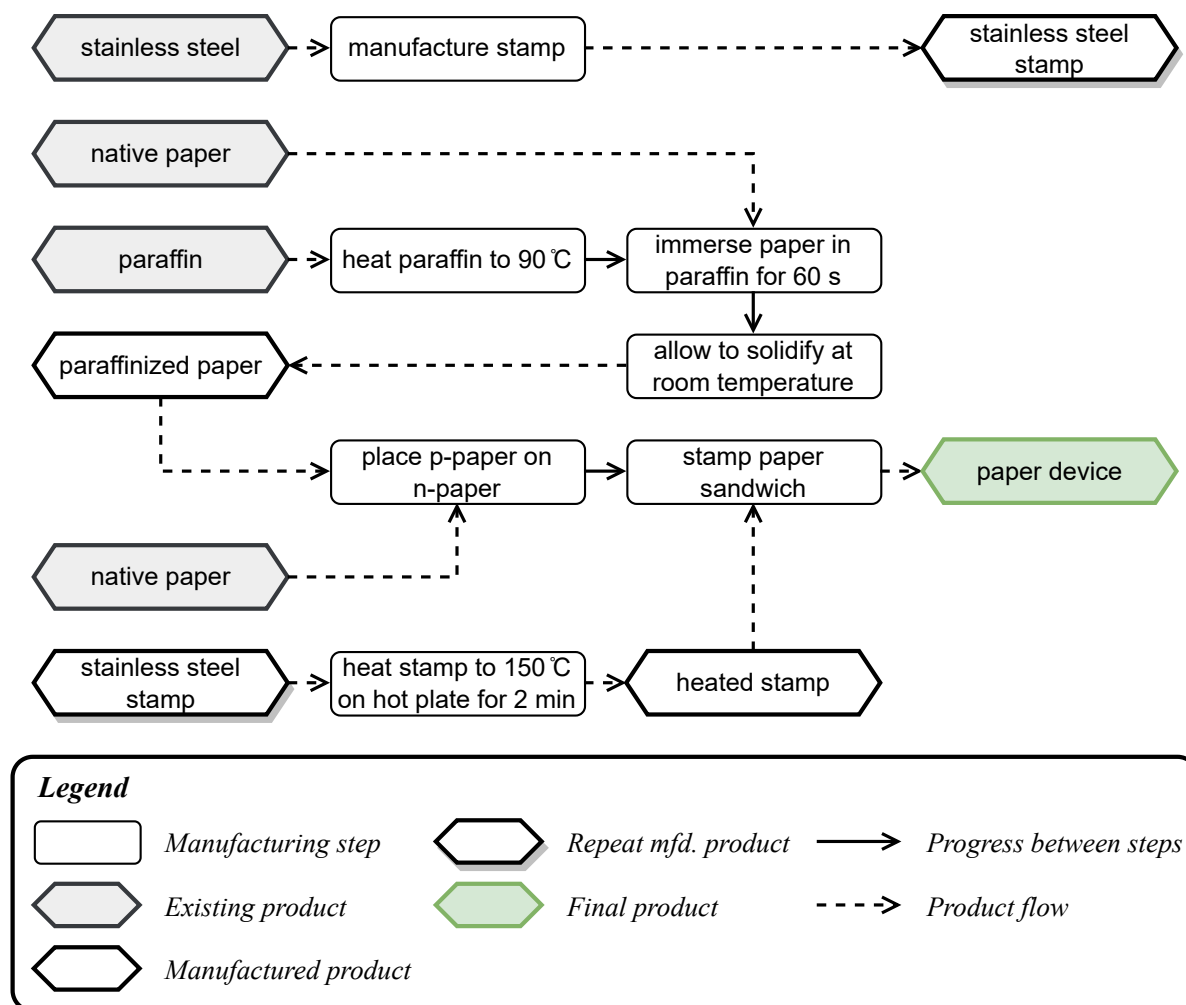 stainless steel
manufacture stamp
stainless steel
stamp
native paper
paraffin
heat paraffin to 90 ℃
immerse paper in
paraffin for 60 s
paraffinized paper
allow to solidify at
room temperature
place p-paper on
n-paper
stamp paper
sandwich
paper device
native paper
stainless steel
stamp
heat stamp to 150 ℃
on hot plate for 2 min
heated stamp
Legend
Manufacturing step
Repeat mfd. product
Progress between steps
Existing product
Final product
Product flow
Manufactured product